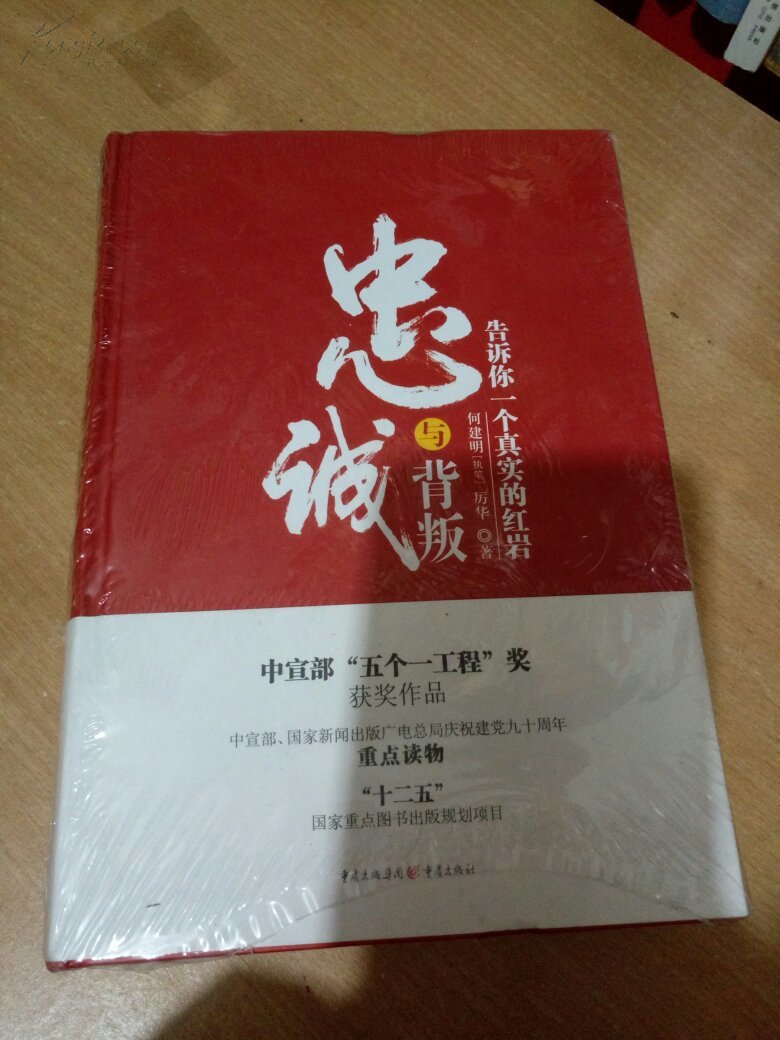 忠诚
与
背叛
告诉你一个真实的红岩
何建明[执笔] 厉华 ◎ 著
中宣部“五个一工程”奖
获奖作品
中宣部、国家新闻出版广电总局庆祝建党九十周年
重点读物
“十二五”
国家重点图书出版规划项目
重庆出版集团 重庆出版社